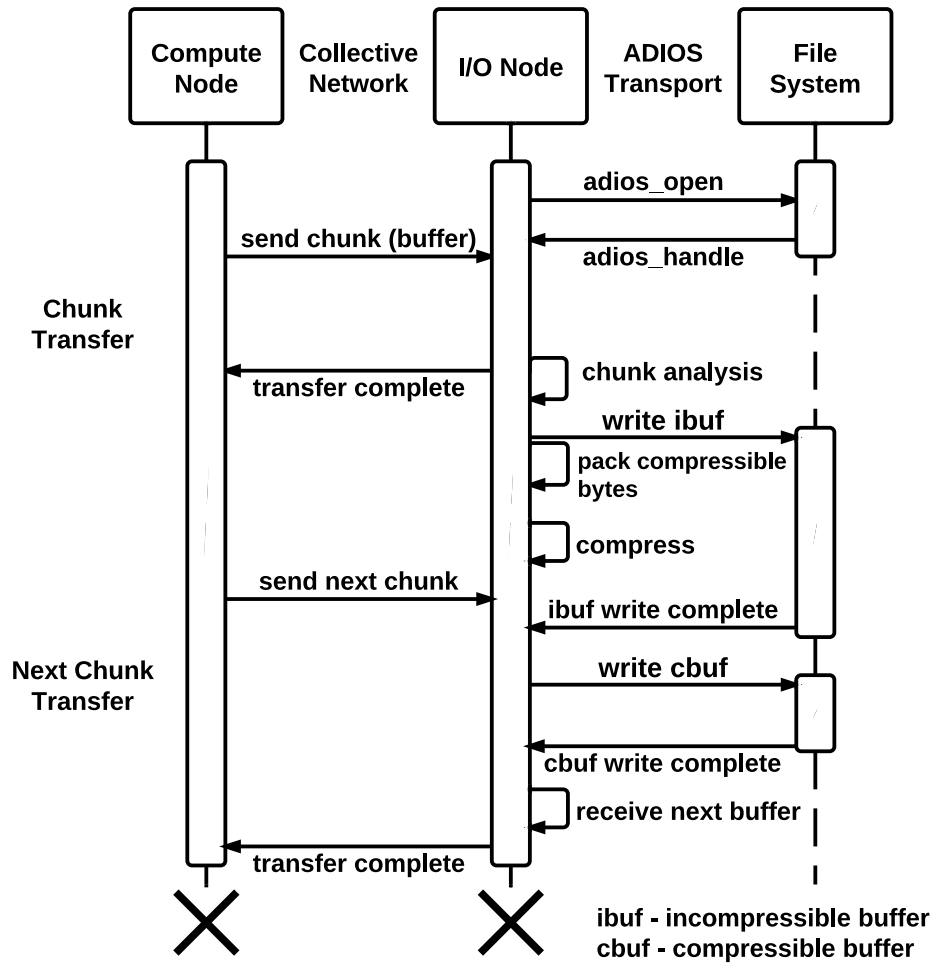 Compute
Node
Collective
Network
I/O Node
ADIOS
Transport
File
System
adios_open
send chunk (buffer)
adios_handle
Chunk
Transfer
transfer complete
chunk analysis
write ibuf
pack compressible
bytes
compress
send next chunk
ibuf write complete
Next Chunk
Transfer
write cbuf
cbuf write complete
receive next buffer
transfer complete
ibuf - incompressible buffer
cbuf - compressible buffer